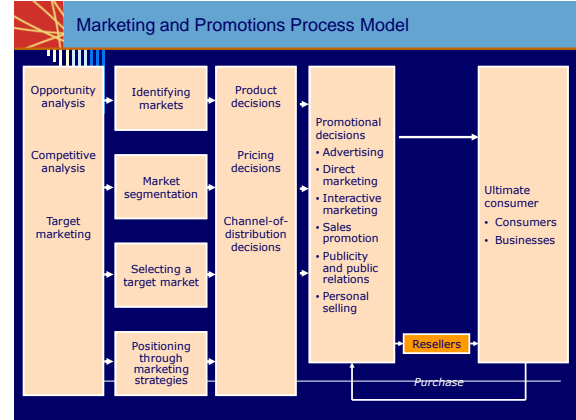 Marketing and Promotions Process Model
Opportunity
analysis
Competitive
analysis
Target
marketing
Identifying
markets
Market
segmentation
Selecting a
target market
Positioning
through
marketing
strategies
Product
decisions
Pricing
decisions
Channel-of-
distribution
decisions
Promotional
decisions
• Advertising
• Direct
marketing
• Interactive
marketing
• Sales
promotion
• Publicity
and public
relations
• Personal
selling
Resellers
Ultimate
consumer
• Consumers
• Businesses
Purchase